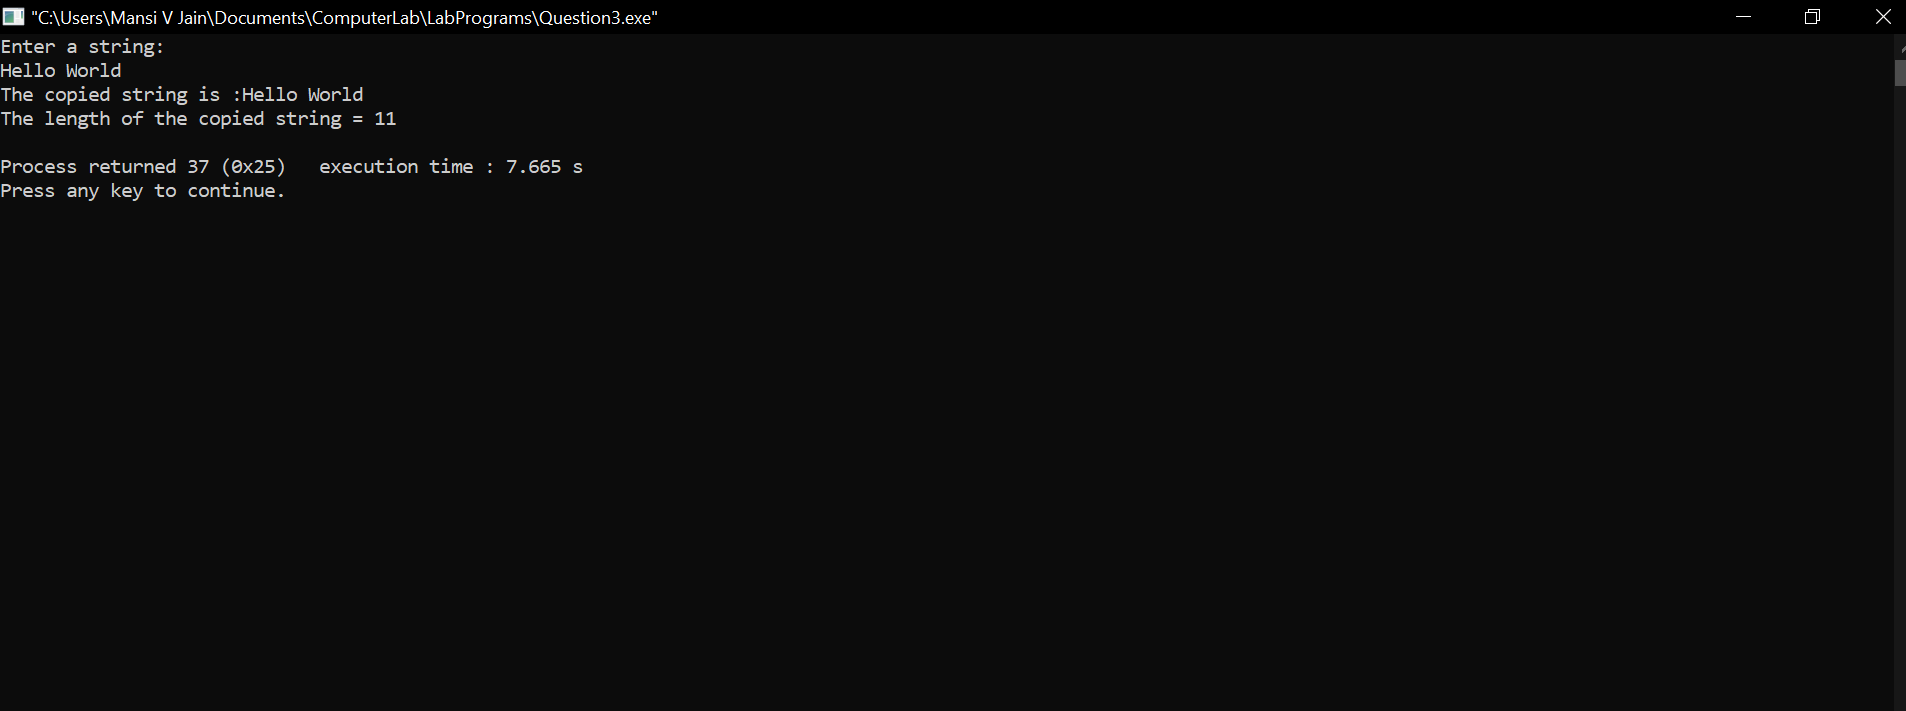 "C:\Users\Mansi V Jain\Documents\ComputerLab\LabPrograms\Question3.exe"
Enter a string:
Hello World
The copied string is :Hello World
The length of the copied string = 11
Process returned 37 (0x25)   execution time : 7.665 s
Press any key to continue.